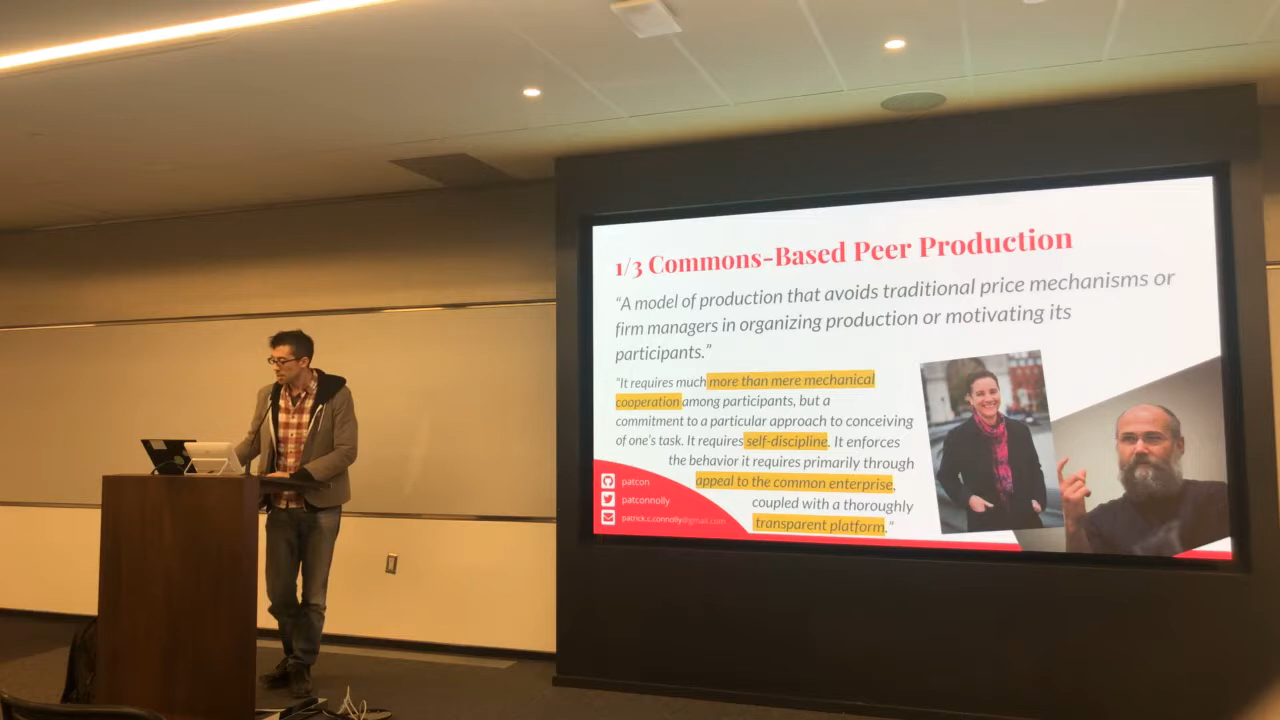 1/3 Commons-Based Peer Production
“A model of production that avoids traditional price mechanisms or
firm managers in organizing production or motivating its
participants.”
“It requires much more than mere mechanical
cooperation among participants, but a
commitment to a particular approach to conceiving
of one’s task. It requires self-discipline. It enforces
the behavior it requires primarily through
appeal to the common enterprise,
coupled with a thoroughly
transparent platform.”
patcon
patconnolly
patrick.c.connolly@gmail.com